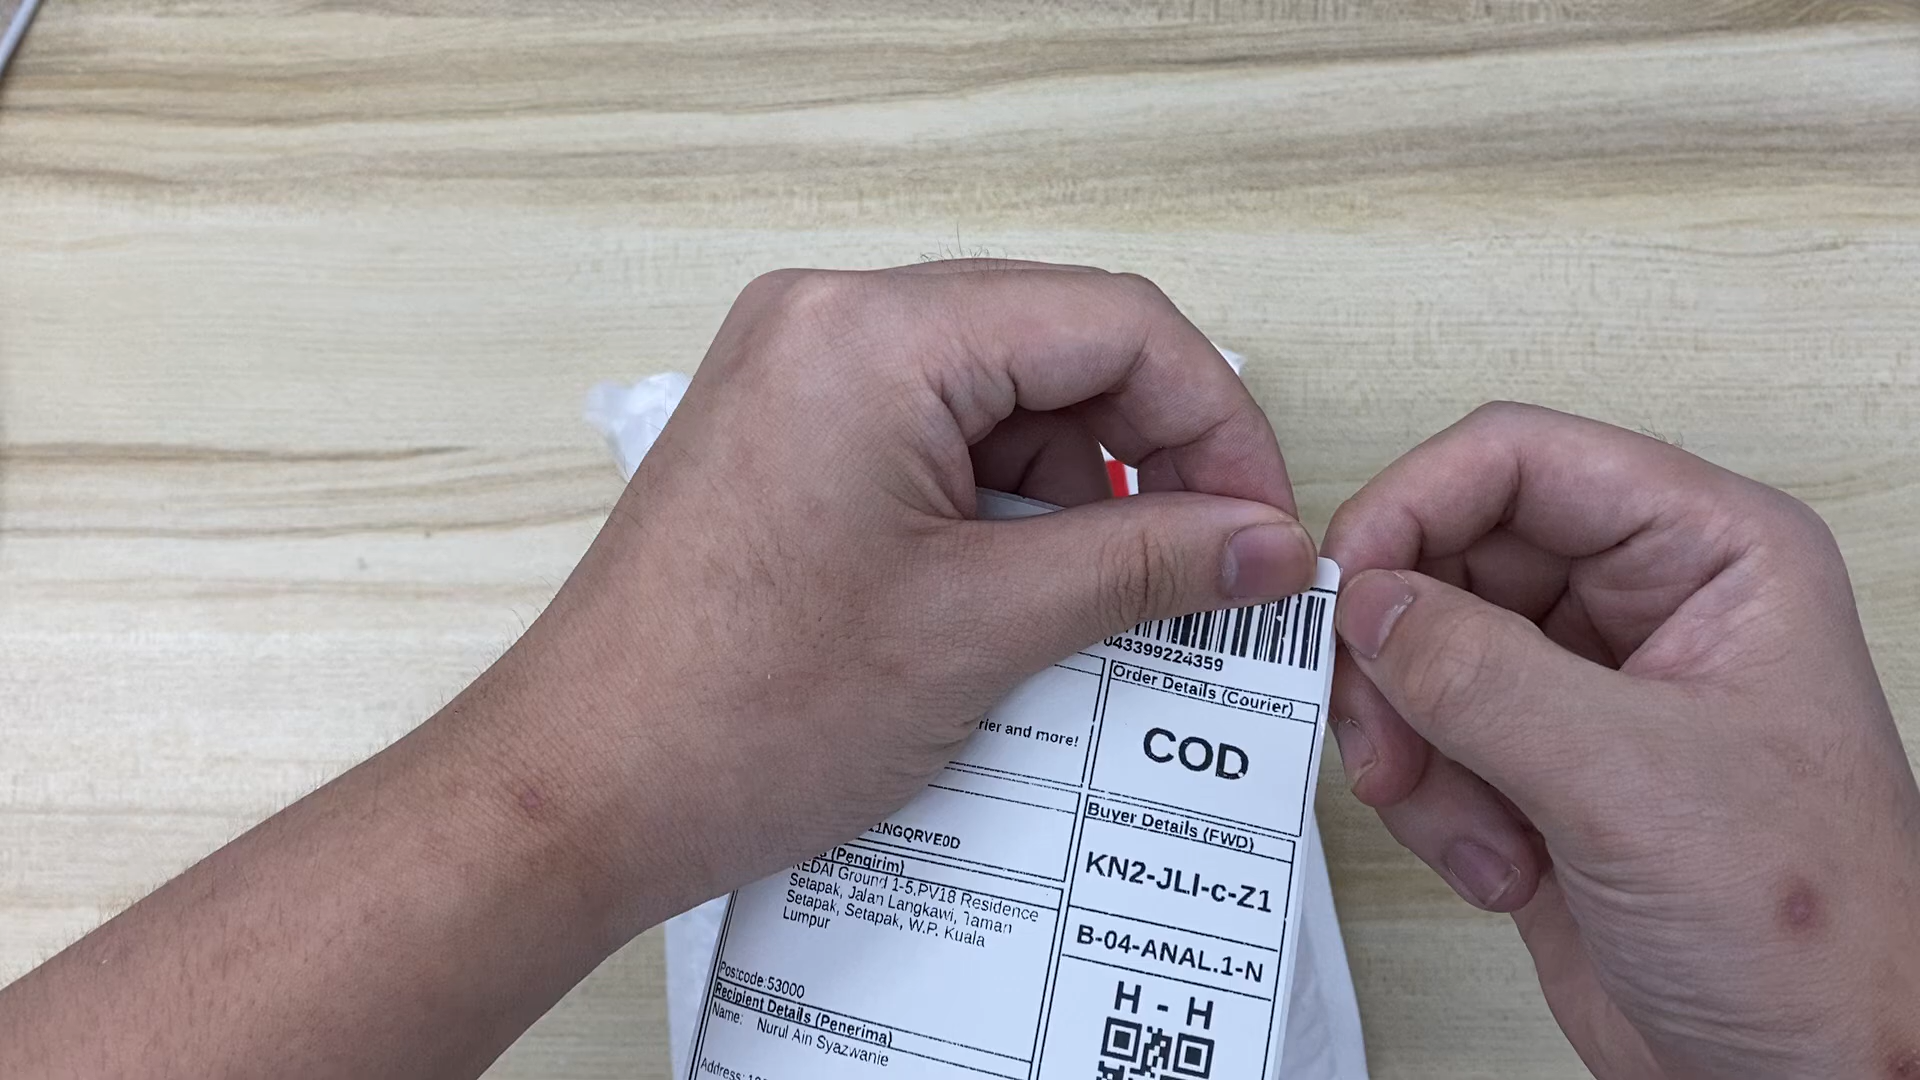 043399224359
Order Details (Courier)
rier and more!
COD
Buyer Details (FWD)
11NGQRVE0D
KN2-JLI-c-Z1
(Pengirim)
KEDAI Ground 1-5,PV18 Residence
Setapak, Jalan Langkawi, Taman
Setapak, Setapak, W.P. Kuala
Lumpur
B-04-ANAL.1-N
Postcode:53000
H - H
Recipient Details (Penerima)
Name: Nurul Ain Syazwanie
Address: